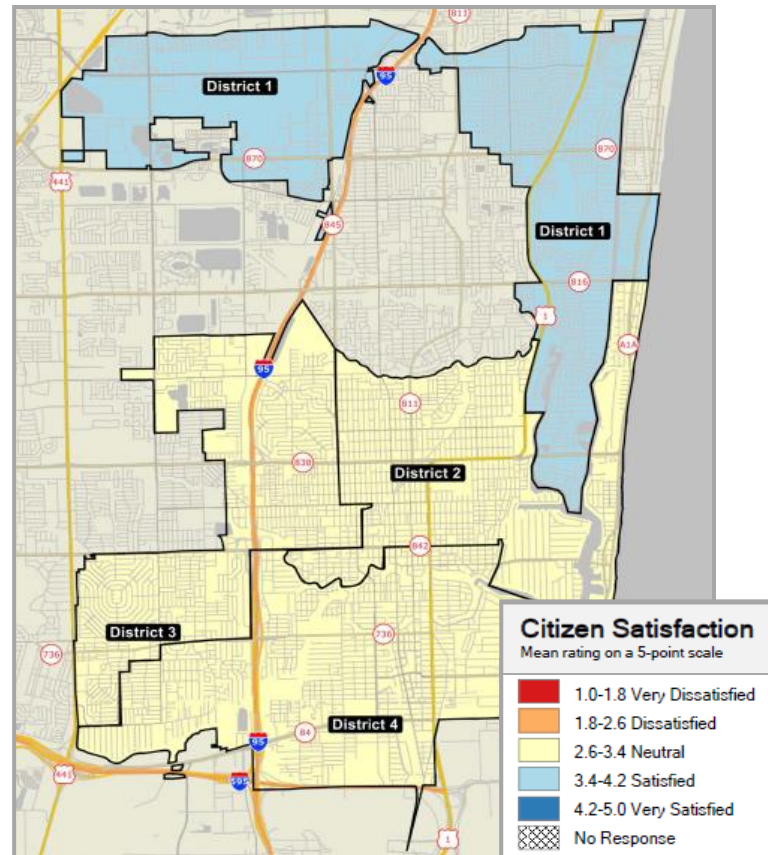 811
95
District 1
870
870
441
845
District 1
816
1
A1A
95
811
838
District 2
842
District 3
736
736
District 4
84
95
441
595
1
Citizen Satisfaction
Mean rating on a 5-point scale
1.0-1.8 Very Dissatisfied
1.8-2.6 Dissatisfied
2.6-3.4 Neutral
3.4-4.2 Satisfied
4.2-5.0 Very Satisfied
No Response